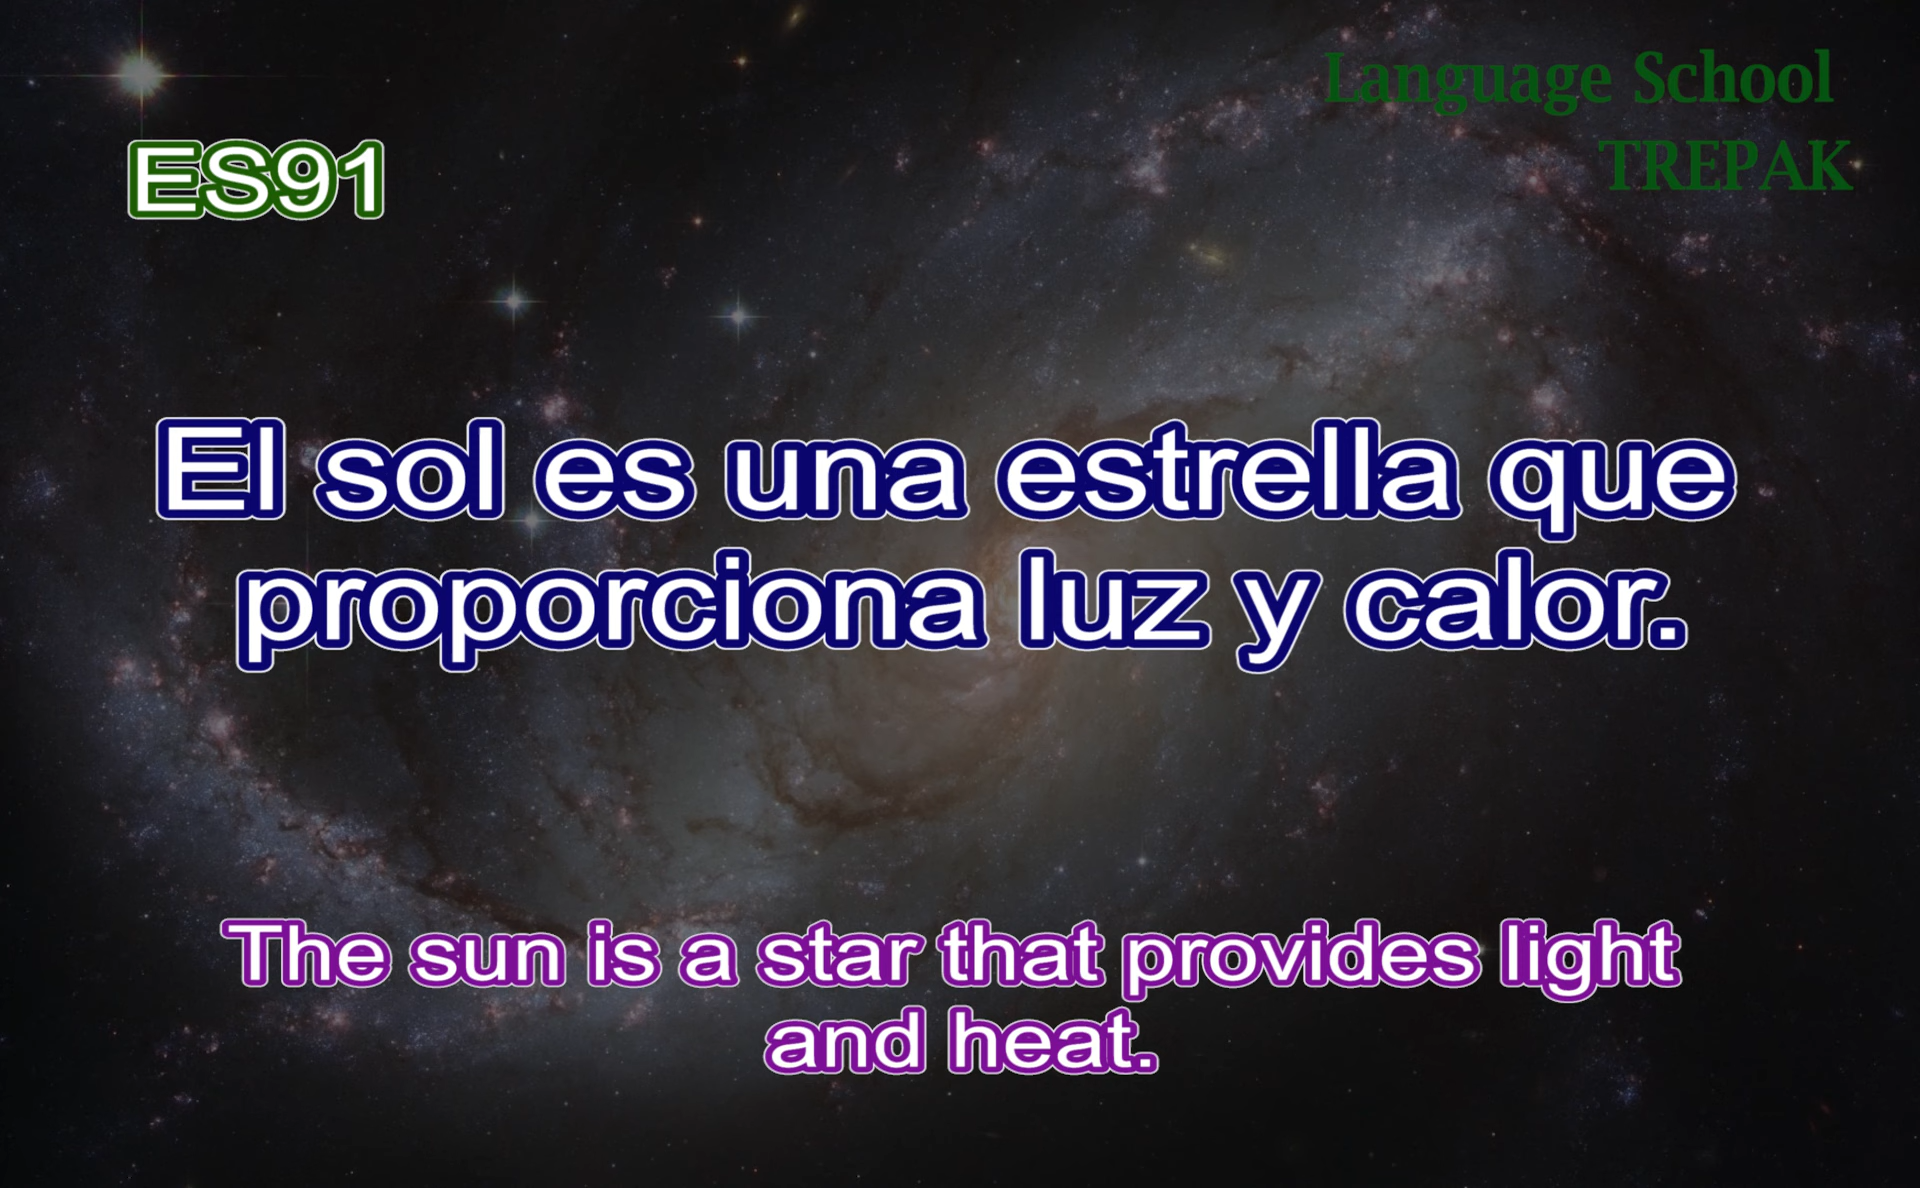 Language School
TREPAK
ES91
El sol es una estrella que
proporciona luz y calor.
The sun is a star that provides light
and heat.